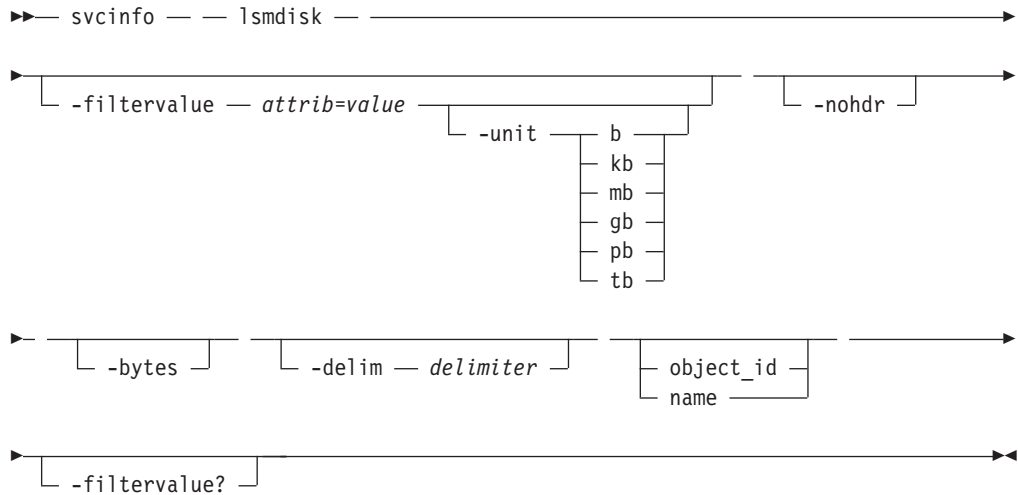 svcinfo lsmdisk
-filtervalue attrib=value -nohdr
-unit b
kb
mb
gb
pb
tb
-bytes -delim delimiter object_id
name
-filtervalue?